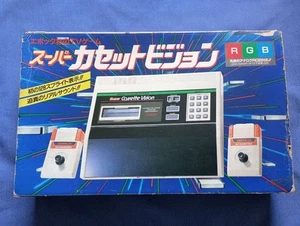 エポック社のTVゲーム
スーパーカセットビジョン
RGB
初の128スプライト表示!!
迫真のリアルサウンド!!
Super Cassette Vision